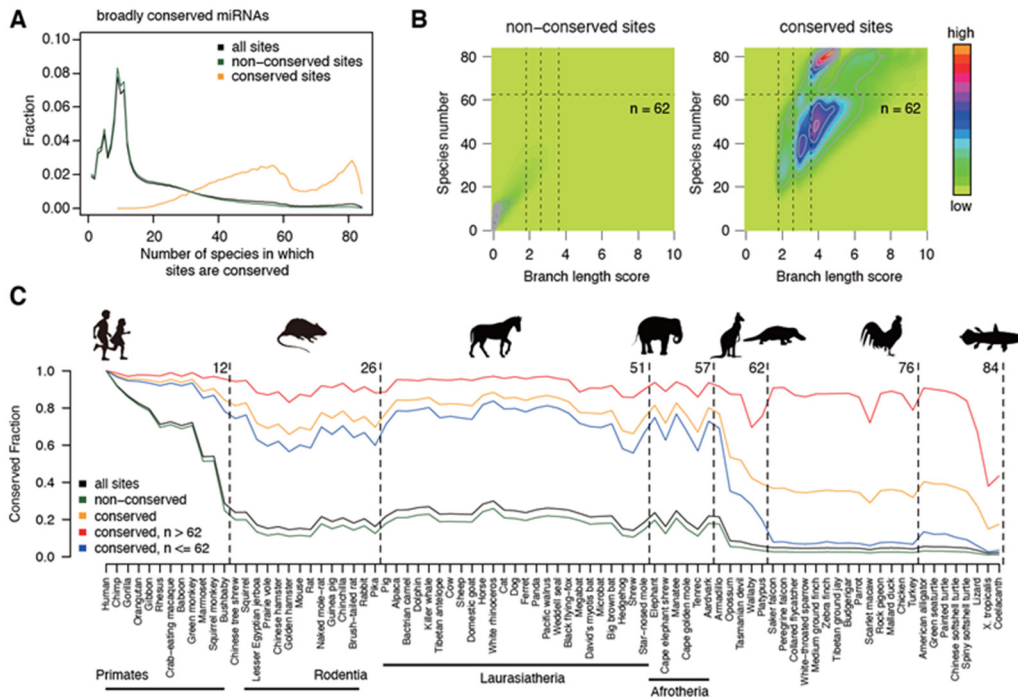 A
broadly conserved miRNAs
0.10
0.08
0.06
0.04
0.02
0.00
Fraction
all sites
non-conserved sites
conserved sites
0
20
40
60
80
Number of species in which
sites are conserved
B
non-conserved sites
80
60
40
20
0
Species number
n = 62
0
2
4
6
8
10
Branch length score
conserved sites
80
60
40
20
0
Species number
n = 62
0
2
4
6
8
10
Branch length score
high
low
C
12
26
51
57
62
76
84
1.0
0.8
0.6
0.4
0.2
0.0
Conserved Fraction
all sites
non-conserved
conserved
conserved, n > 62
conserved, n <= 62
Human
Chimp
Gorilla
Orangutan
Gibbon
Rhesus
Crab-eating macaque
Baboon
Green monkey
Marmoset
Squirrel monkey
Bushbaby
Chinese tree shrew
Squirrel
Lesser Egyptian jerboa
Prairie vole
Chinese hamster
Golden hamster
Mouse
Rat
Naked mole-rat
Guinea pig
Chinchilla
Brush-tailed rat
Rabbit
Pika
Pig
Alpaca
Bactrian camel
Dolphin
Killer whale
Tibetan antelope
Cow
Sheep
Domestic goat
Horse
White rhinoceros
Cat
Dog
Ferret
Panda
Pacific walrus
Weddell seal
Black flying-fox
Megabat
David's myotis bat
Microbat
Big brown bat
Hedgehog
Shrew
Star-nosed mole
Elephant
Cape elephant shrew
Manatee
Cape golden mole
Tenrec
Aardvark
Armadillo
Opossum
Tasmanian devil
Wallaby
Platypus
Saker falcon
Peregrine falcon
Collared flycatcher
White-throated sparrow
Medium ground finch
Zebra finch
Tibetan ground jay
Budgerigar
Parrot
Scarlet macaw
Rock pigeon
Mallard duck
Chicken
Turkey
American alligator
Green seaturtle
Painted turtle
Chinese softshell turtle
Spiny softshell turtle
Lizard
X. tropicalis
Coelacanth
Primates
Rodentia
Laurasiatheria
Afrotheria